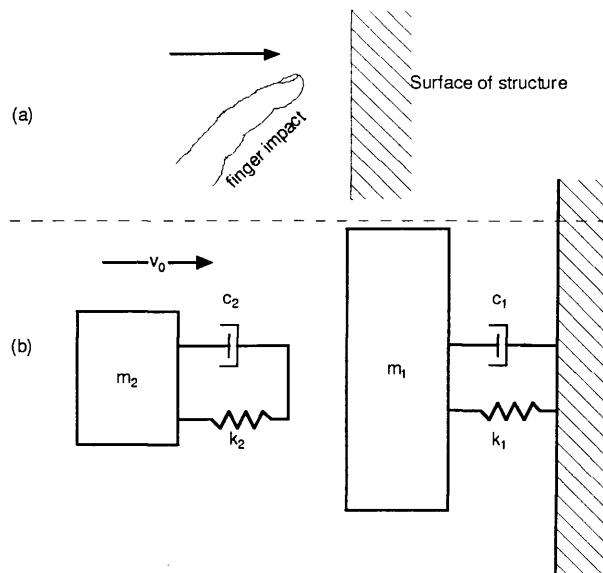 Surface of structure
(a)
finger impact
v₀
c₂
c₁
(b)
m₂
m₁
k₂
k₁